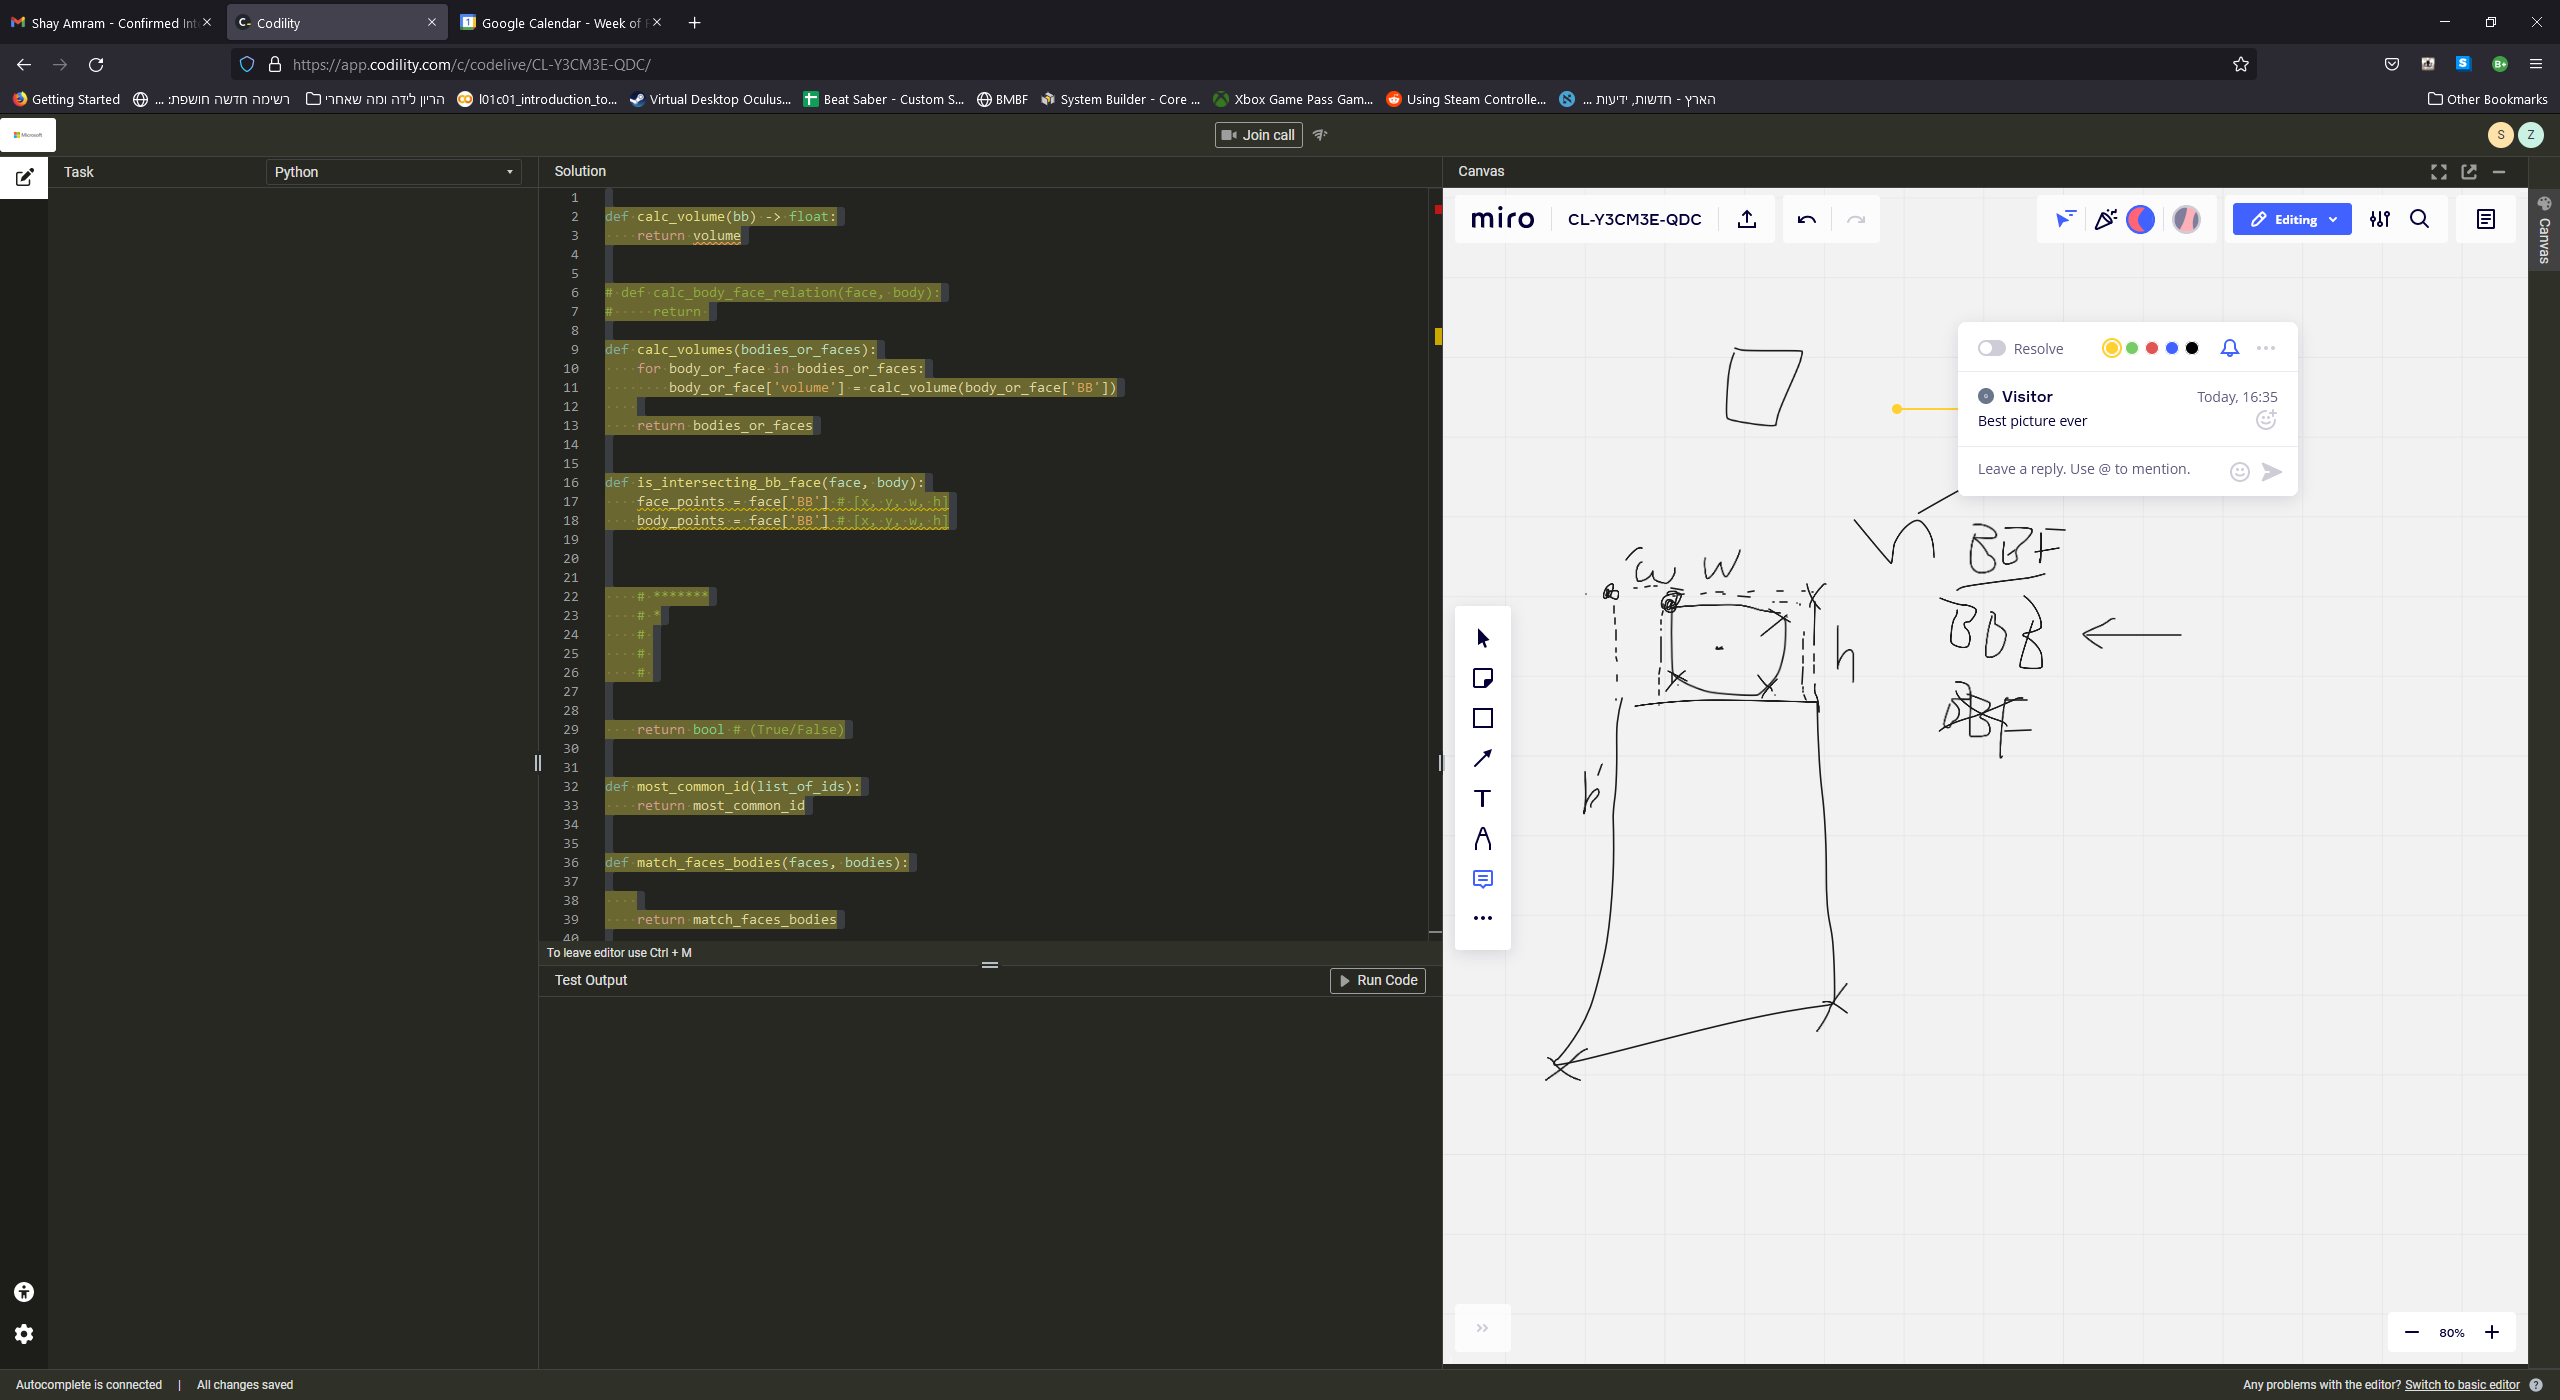 Shay Amram - Confirmed Int
Codility
Google Calendar - Week of F
https://app.codility.com/c/codelive/CL-Y3CM3E-QDC/
Getting Started
רשימה חדשה חושפת: ...
הריון לידה ומה שאחרי
l01c01_introduction_to...
Virtual Desktop Oculus...
Beat Saber - Custom S...
BMBF
System Builder - Core ...
Xbox Game Pass Gam...
Using Steam Controlle...
הארץ - חדשות, ידיעות ...
Other Bookmarks
Microsoft
Join call
S
Z
Task
Python
Solution
Canvas
1
2 def calc_volume(bb) -> float:
3     return volume
4
5
6 # def calc_body_face_relation(face, body):
7 #     return
8
9 def calc_volumes(bodies_or_faces):
10     for body_or_face in bodies_or_faces:
11         body_or_face['volume'] = calc_volume(body_or_face['BB'])
12
13     return bodies_or_faces
14
15
16 def is_intersecting_bb_face(face, body):
17     face_points = face['BB'] # [x, y, w, h]
18     body_points = face['BB'] # [x, y, w, h]
19
20
21
22     # *******
23     # *
24     #
25     #
26     #
27
28
29     return bool # (True/False)
30
31
32 def most_common_id(list_of_ids):
33     return most_common_id
34
35
36 def match_faces_bodies(faces, bodies):
37
38
39     return match_faces_bodies
40
To leave editor use Ctrl + M
Test Output
Run Code
miro
CL-Y3CM3E-QDC
Editing
Canvas
Resolve
Visitor
Today, 16:35
Best picture ever
Leave a reply. Use @ to mention.
BBF
w
BBB
h
h'
80%
Autocomplete is connected | All changes saved
Any problems with the editor? Switch to basic editor